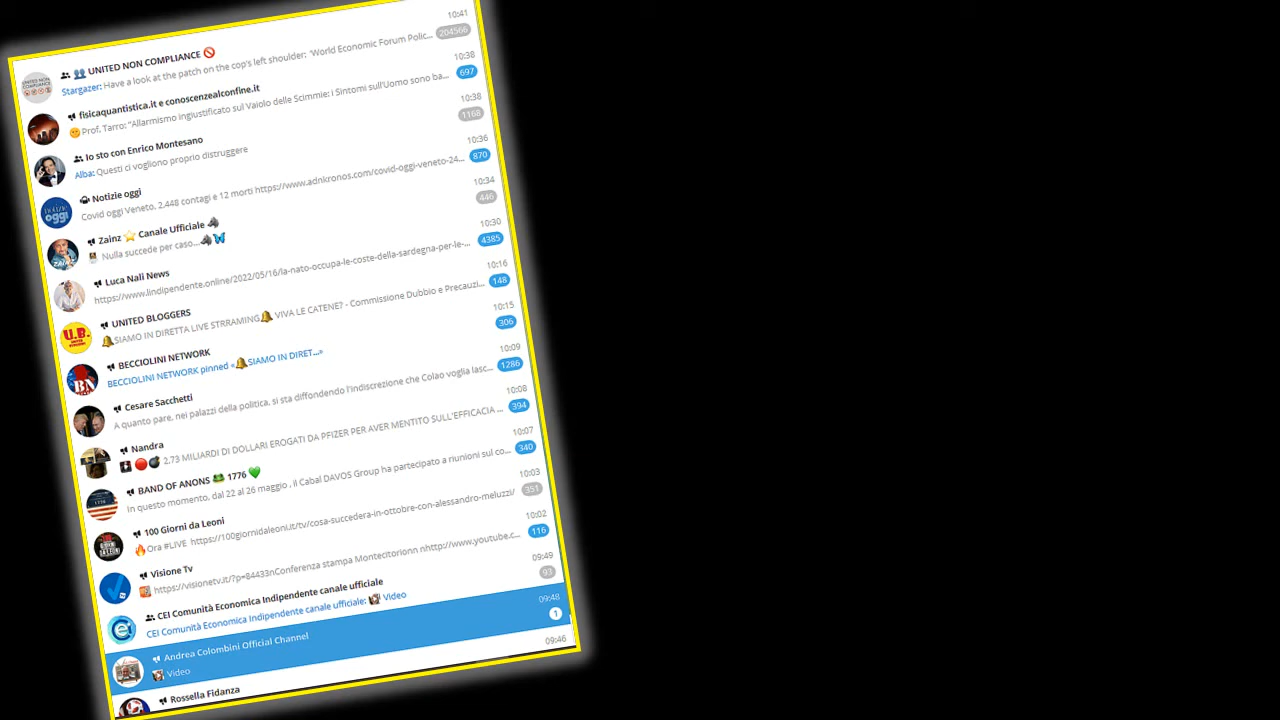 10:41
👥 UNITED NON COMPLIANCE 🚫
Stargazer: Have a look at the patch on the cop's left shoulder: "World Economic Forum Polic...
204566
10:38
fisicaquantistica.it e conoscenzealconfine.it
Prof, Tarro: "Allarmismo ingiustificato sul Vaiolo delle Scimmie: i Sintomi sull'Uomo sono ba...
697
10:38
Io sto con Enrico Montesano
Alba: Questi ci vogliono proprio distruggere
1168
10:36
Notizie oggi
Covid oggi Veneto, 2.448 contagi e 12 morti https://www.adnkronos.com/covid-oggi-veneto-24...
870
10:34
Zainz ⭐ Canale Ufficiale
Nulla succede per caso...🦋
446
10:30
Luca Nali News
https://www.lindipendente.online/2022/05/16/la-nato-occupa-le-coste-della-sardegna-per-le-...
4385
10:16
UNITED BLOGGERS
🔔SIAMO IN DIRETTA LIVE STRRAMING🔔 VIVA LE CATENE? - Commissione Dubbio e Precauzi...
148
10:15
BECCIOLINI NETWORK
BECCIOLINI NETWORK pinned «🔔SIAMO IN DIRET...»
306
10:09
Cesare Sacchetti
A quanto pare, nei palazzi della politica, si sta diffondendo l'indiscrezione che Colao voglia lasc...
1286
10:08
Nandra
🔴💣 2,73 MILIARDI DI DOLLARI EROGATI DA PFIZER PER AVER MENTITO SULL'EFFICACIA ...
394
10:07
BAND OF ANONS 🐸 1776 💚
In questo momento, dal 22 al 26 maggio , il Cabal DAVOS Group ha partecipato a riunioni sul co...
340
10:03
100 Giorni da Leoni
🔥Ora #LIVE https://100giornidaleoni.it/tv/cosa-succedera-in-ottobre-con-alessandro-meluzzi/
351
10:02
Visione Tv
https://visionetv.it/?p=84433nConferenza stampa Montecitorionn nhttp://www.youtube.c...
116
09:49
CEI Comunità Economica Indipendente canale ufficiale
CEI Comunità Economica Indipendente canale ufficiale: Video
93
09:48
Andrea Colombini Official Channel
Video
1
09:46
Rossella Fidanza